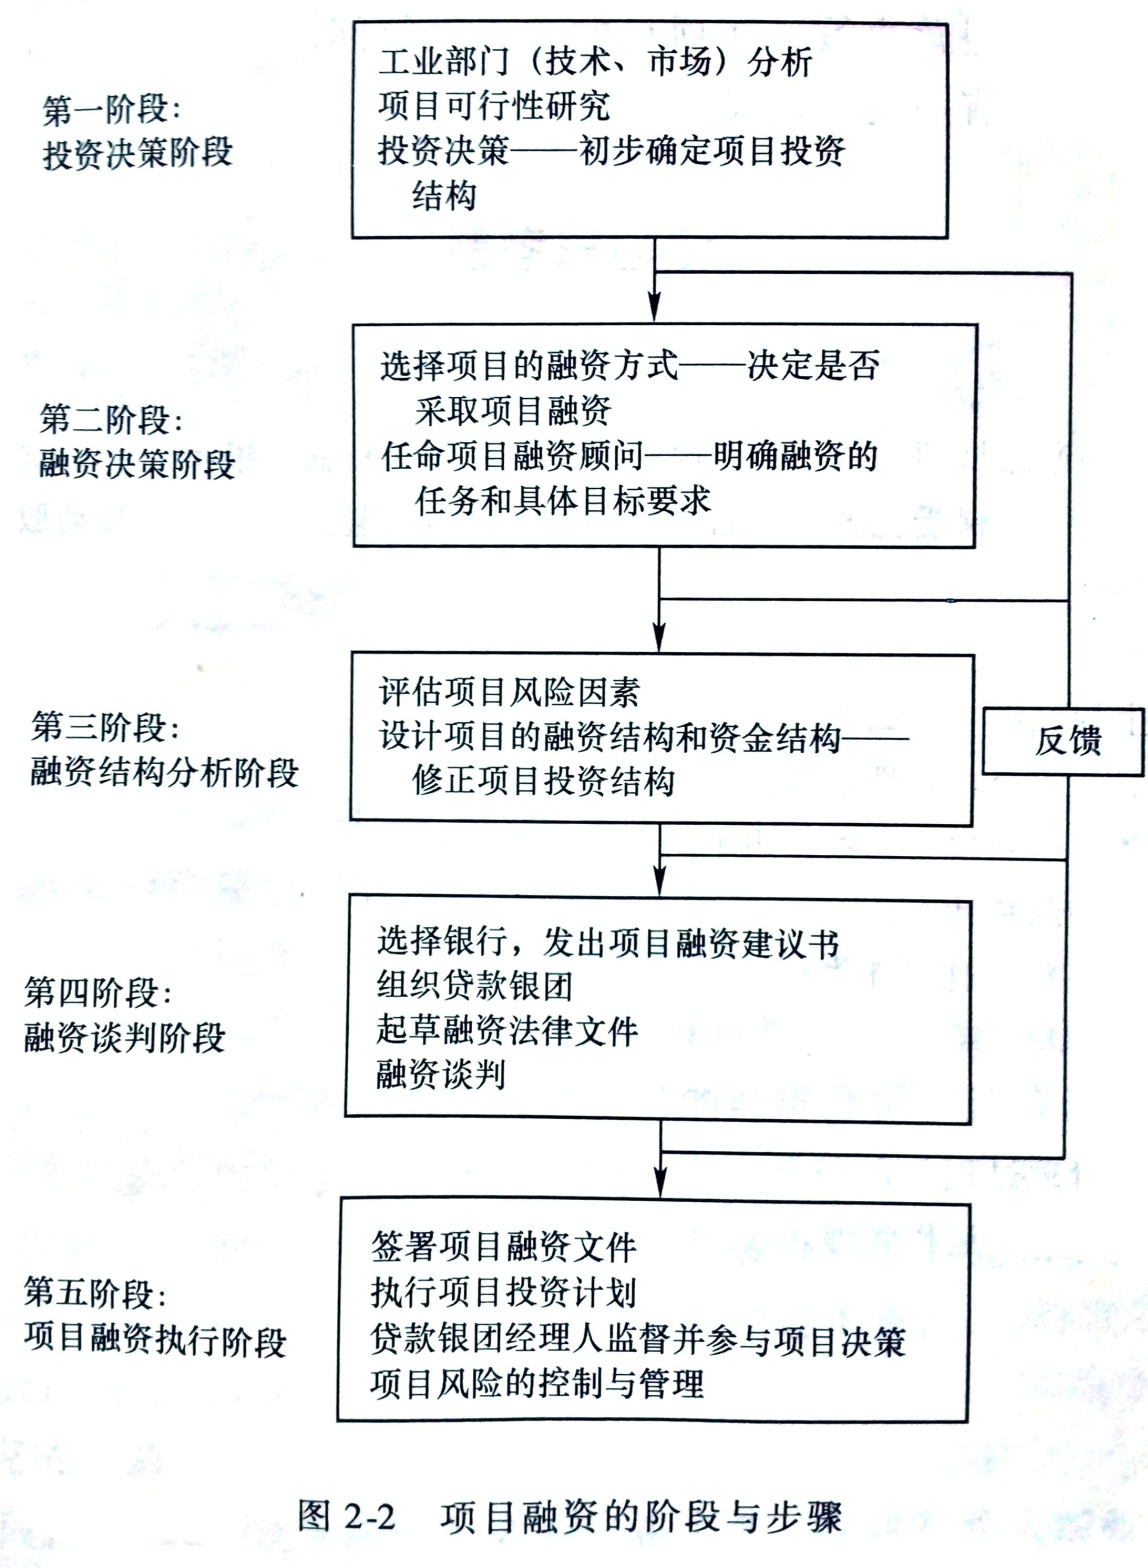 工业部门（技术、市场）分析
项目可行性研究
投资决策——初步确定项目投资
结构
第一阶段：
投资决策阶段
选择项目的融资方式——决定是否
采取项目融资
任命项目融资顾问——明确融资的
任务和具体目标要求
第二阶段：
融资决策阶段
评估项目风险因素
设计项目的融资结构和资金结构——
修正项目投资结构
第三阶段：
融资结构分析阶段
反馈
选择银行，发出项目融资建议书
组织贷款银团
起草融资法律文件
融资谈判
第四阶段：
融资谈判阶段
签署项目融资文件
执行项目投资计划
贷款银团经理人监督并参与项目决策
项目风险的控制与管理
第五阶段：
项目融资执行阶段
图 2-2 项目融资的阶段与步骤